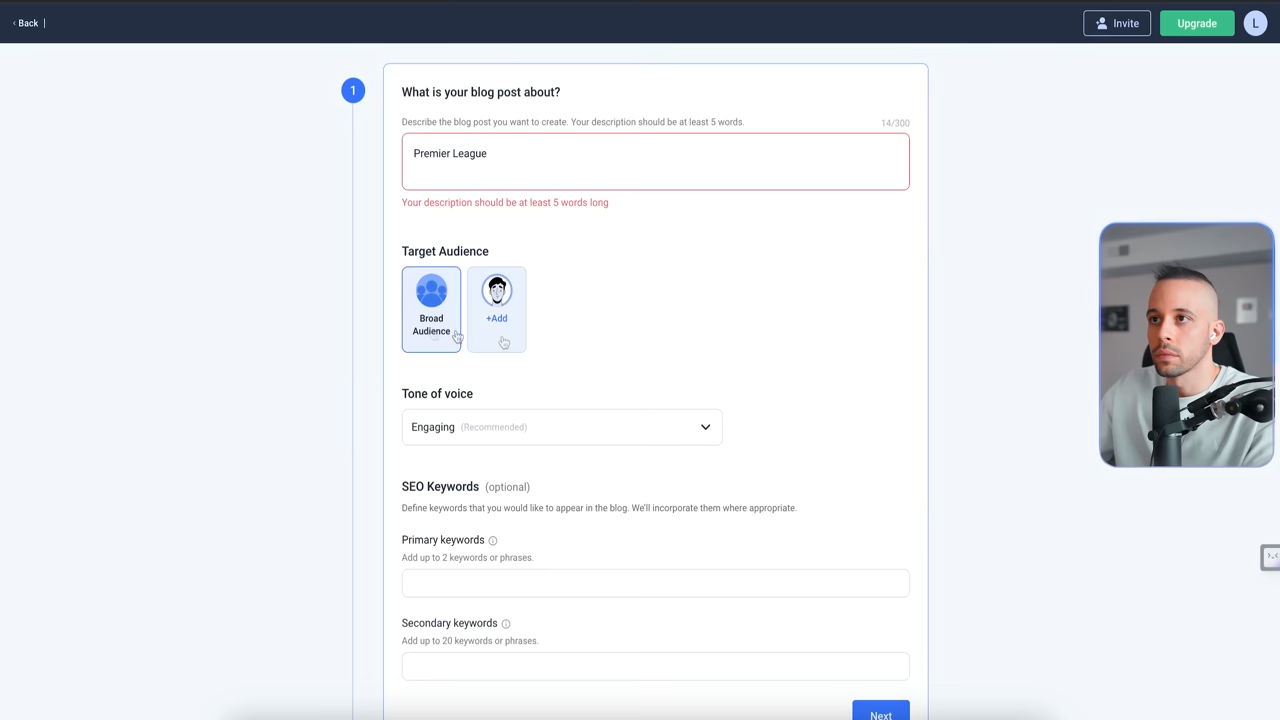 ‹ Back |
Invite
Upgrade
L
1
What is your blog post about?
Describe the blog post you want to create. Your description should be at least 5 words.
14/300
Premier League
Your description should be at least 5 words long
Target Audience
Broad
Audience
+Add
Tone of voice
Engaging (Recommended)
SEO Keywords (optional)
Define keywords that you would like to appear in the blog. We'll incorporate them where appropriate.
Primary keywords
Add up to 2 keywords or phrases.
Secondary keywords
Add up to 20 keywords or phrases.
Next